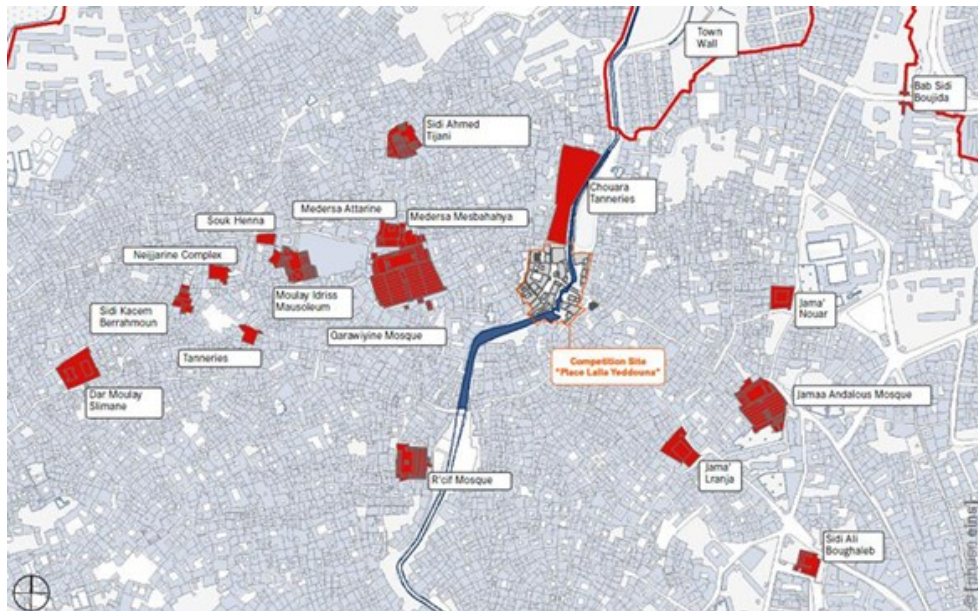 Town
Wall
Bab Sidi
Boujida
Sidi Ahmed
Tijani
Chouara
Tanneries
Medersa Attarine
Medersa Mesbahahya
Souk Henna
Neijjarine Complex
Moulay Idriss
Mausoleum
Qarawiyine Mosque
Sidi Kacem
Berrahmoun
Tanneries
Dar Moulay
Slimane
Competition Site
"Place Lalla Yeddouna"
Jama'
Nouar
Jamaa Andalous Mosque
Jama'
Lranja
R'cif Mosque
Sidi Ali
Boughaleb